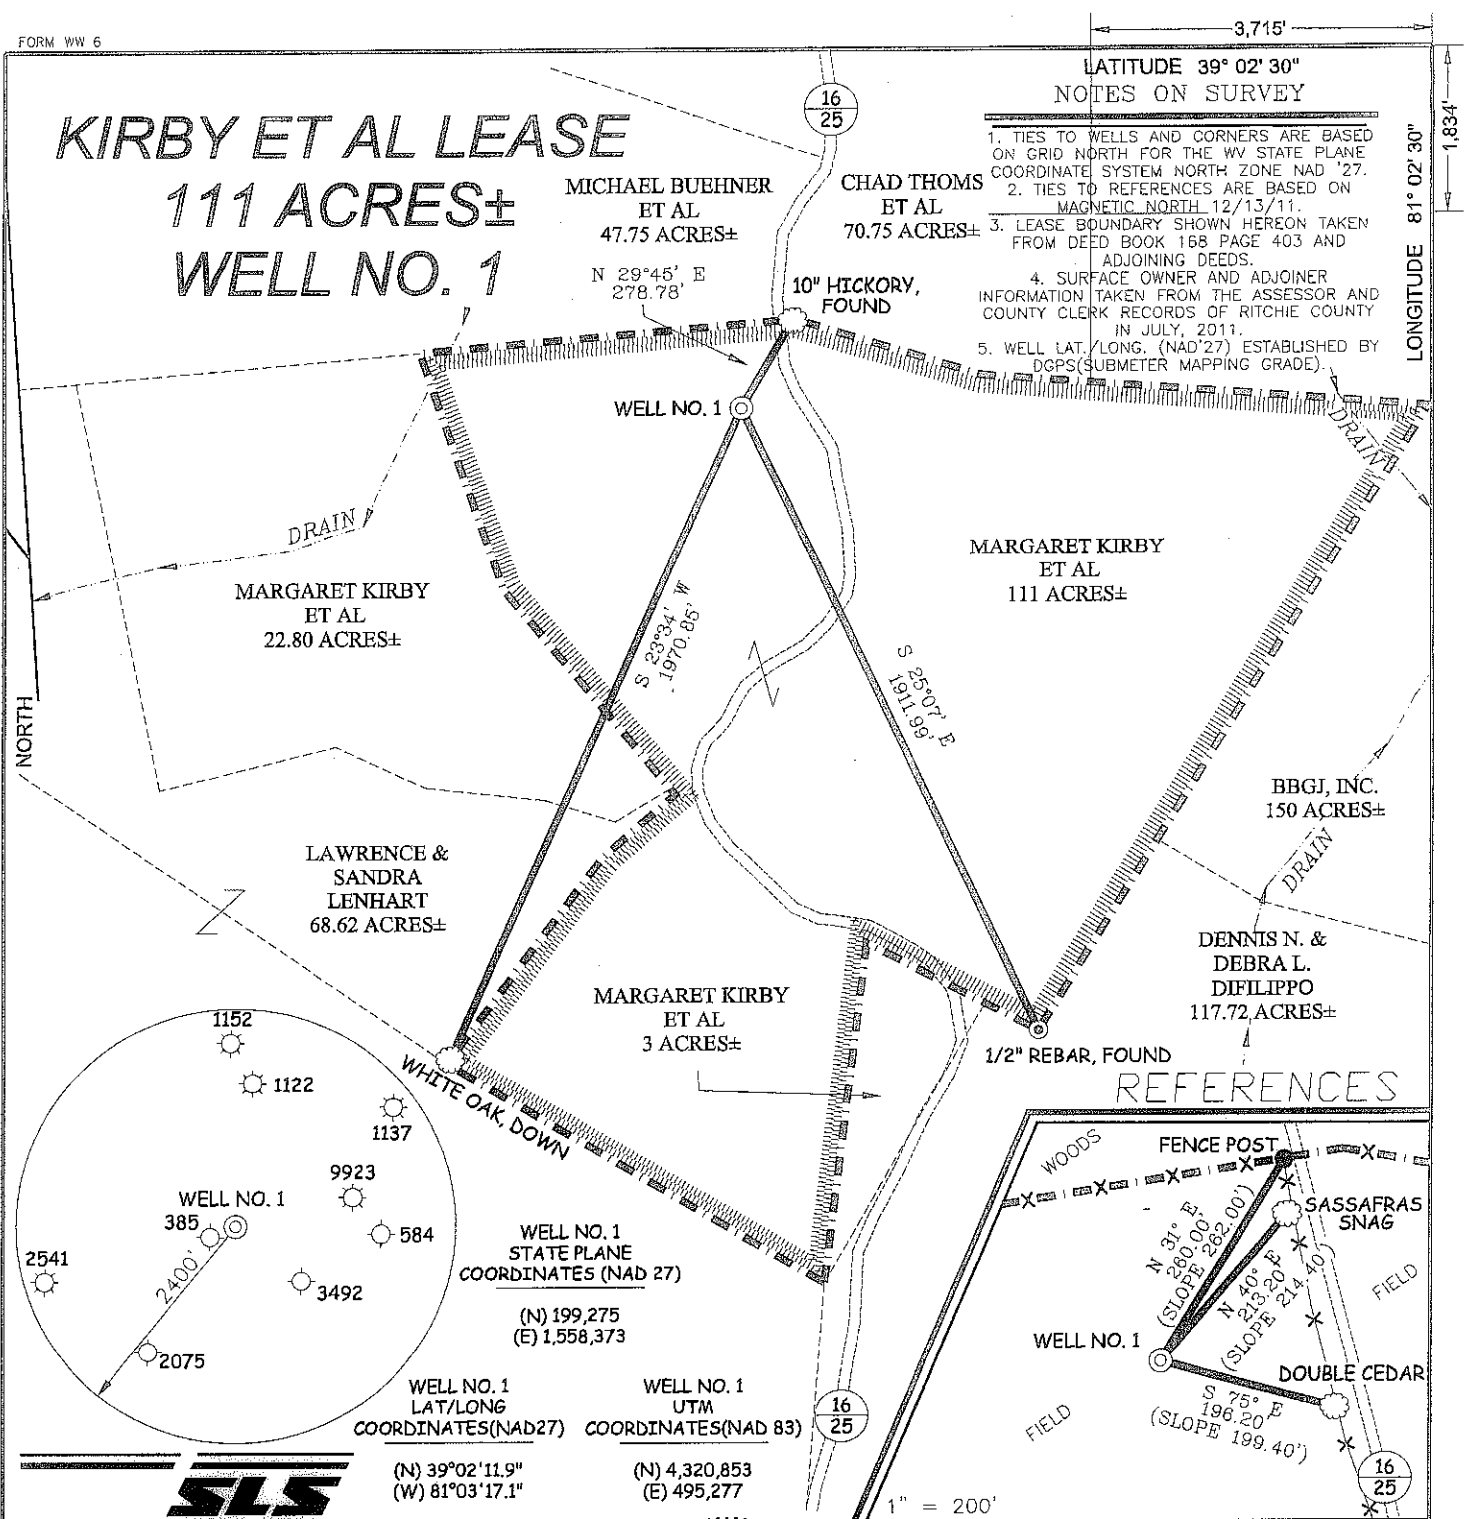 FORM WW 6
3,715'
1,834'
LATITUDE 39° 02' 30"
LONGITUDE 81° 02' 30"
KIRBY ET AL LEASE
111 ACRES±
WELL NO. 1
16
25
NOTES ON SURVEY
1. TIES TO WELLS AND CORNERS ARE BASED
ON GRID NORTH FOR THE WV STATE PLANE
COORDINATE SYSTEM NORTH ZONE NAD '27.
2. TIES TO REFERENCES ARE BASED ON
MAGNETIC NORTH 12/13/11.
3. LEASE BOUNDARY SHOWN HEREON TAKEN
FROM DEED BOOK 168 PAGE 403 AND
ADJOINING DEEDS.
4. SURFACE OWNER AND ADJOINER
INFORMATION TAKEN FROM THE ASSESSOR AND
COUNTY CLERK RECORDS OF RITCHIE COUNTY
IN JULY, 2011.
5. WELL LAT./LONG. (NAD'27) ESTABLISHED BY
DGPS(SUBMETER MAPPING GRADE).
MICHAEL BUEHNER
ET AL
47.75 ACRES±
CHAD THOMS
ET AL
70.75 ACRES±
N 29°45' E
278.78'
10" HICKORY,
FOUND
WELL NO. 1
DRAIN
DRAIN
MARGARET KIRBY
ET AL
22.80 ACRES±
MARGARET KIRBY
ET AL
111 ACRES±
S 23°34' W
1970.85'
S 25°07' E
1911.99'
NORTH
BBGJ, INC.
150 ACRES±
DRAIN
LAWRENCE &
SANDRA
LENHART
68.62 ACRES±
DENNIS N. &
DEBRA L.
DIFILIPPO
117.72 ACRES±
MARGARET KIRBY
ET AL
3 ACRES±
1/2" REBAR, FOUND
WHITE OAK, DOWN
1152
1122
1137
9923
WELL NO. 1
385
584
2541
3492
2400'
2075
WELL NO. 1
STATE PLANE
COORDINATES (NAD 27)
(N) 199,275
(E) 1,558,373
WELL NO. 1
LAT/LONG
COORDINATES(NAD27)
(N) 39°02'11.9"
(W) 81°03'17.1"
WELL NO. 1
UTM
COORDINATES(NAD 83)
(N) 4,320,853
(E) 495,277
16
25
SLS
REFERENCES
WOODS
FENCE POST
SASSAFRAS
SNAG
N 31° E
260.00'
(SLOPE 262.00')
N 40° E
213.20'
(SLOPE 214.40')
FIELD
WELL NO. 1
DOUBLE CEDAR
S 75° E
196.20'
(SLOPE 199.40')
FIELD
16
25
1" = 200'